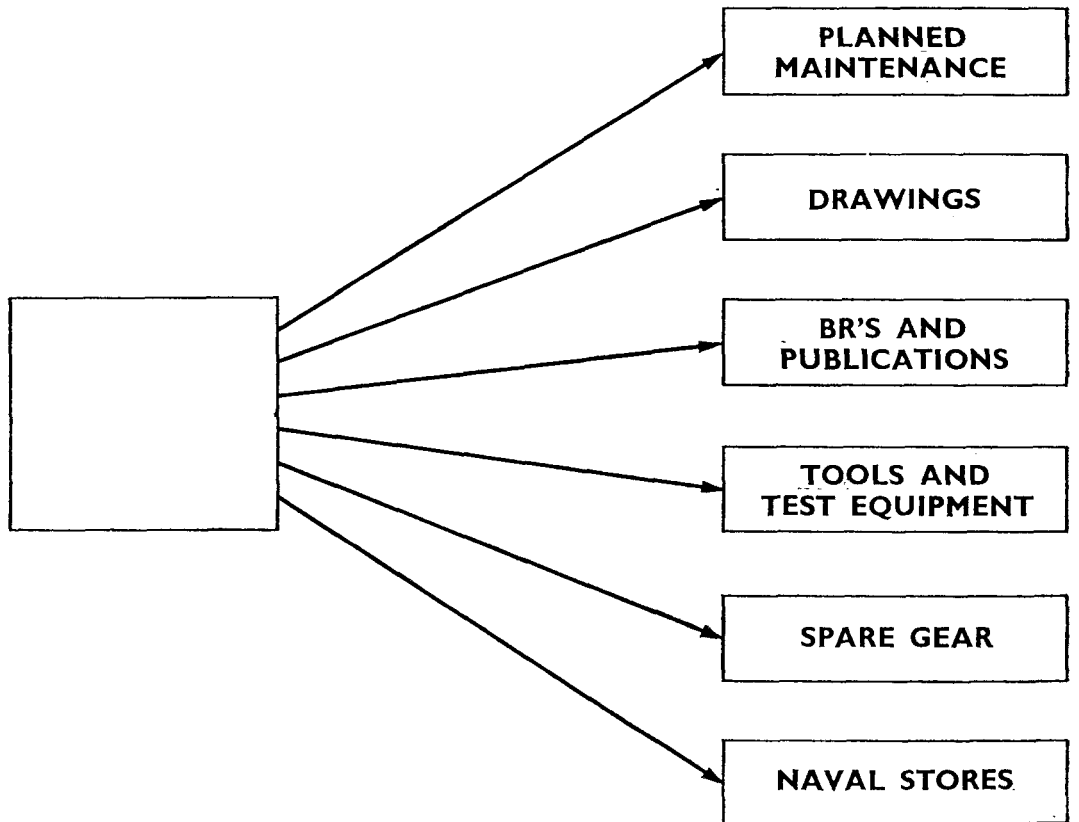 PLANNED
MAINTENANCE
DRAWINGS
BR'S AND
PUBLICATIONS
TOOLS AND
TEST EQUIPMENT
SPARE GEAR
NAVAL STORES